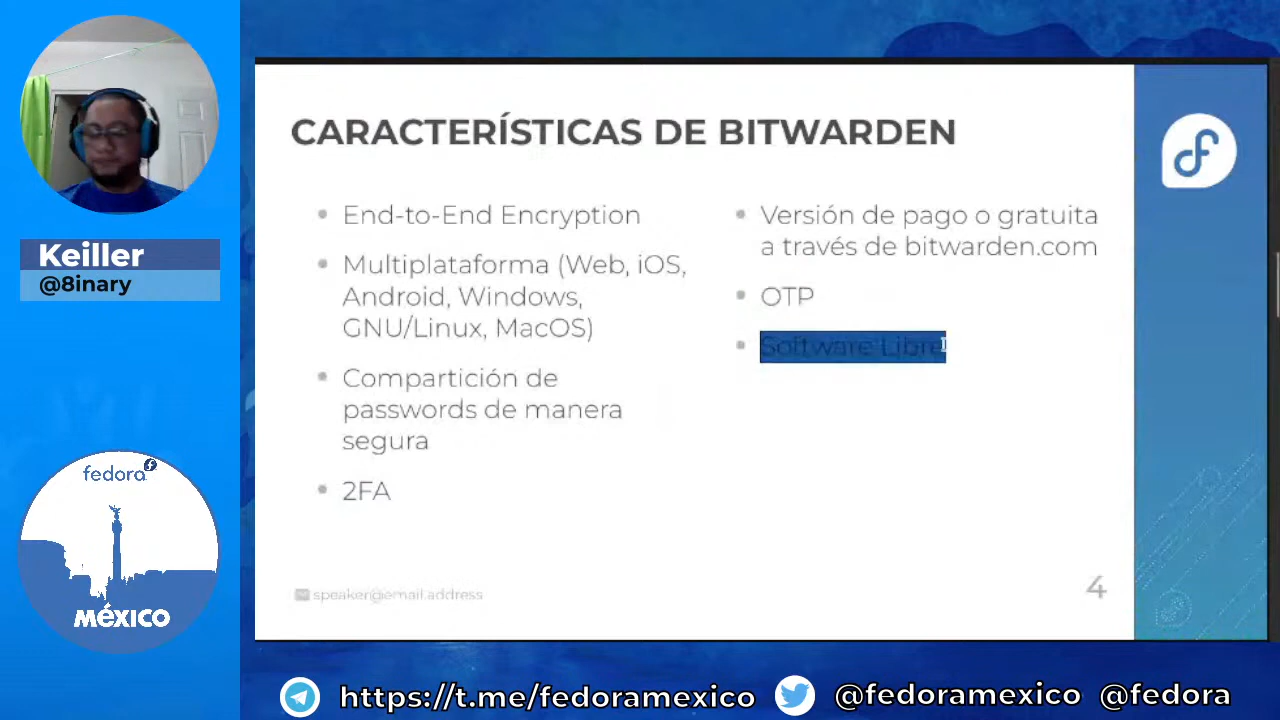 Keiller
@8inary
fedora
MÉXICO
CARACTERÍSTICAS DE BITWARDEN
End-to-End Encryption
Multiplataforma (Web, iOS,
Android, Windows,
GNU/Linux, MacOS)
Compartición de
passwords de manera
segura
2FA
Versión de pago o gratuita
a través de bitwarden.com
OTP
Software Libre
speaker@email.address
4
https://t.me/fedoramexico
@fedoramexico @fedora